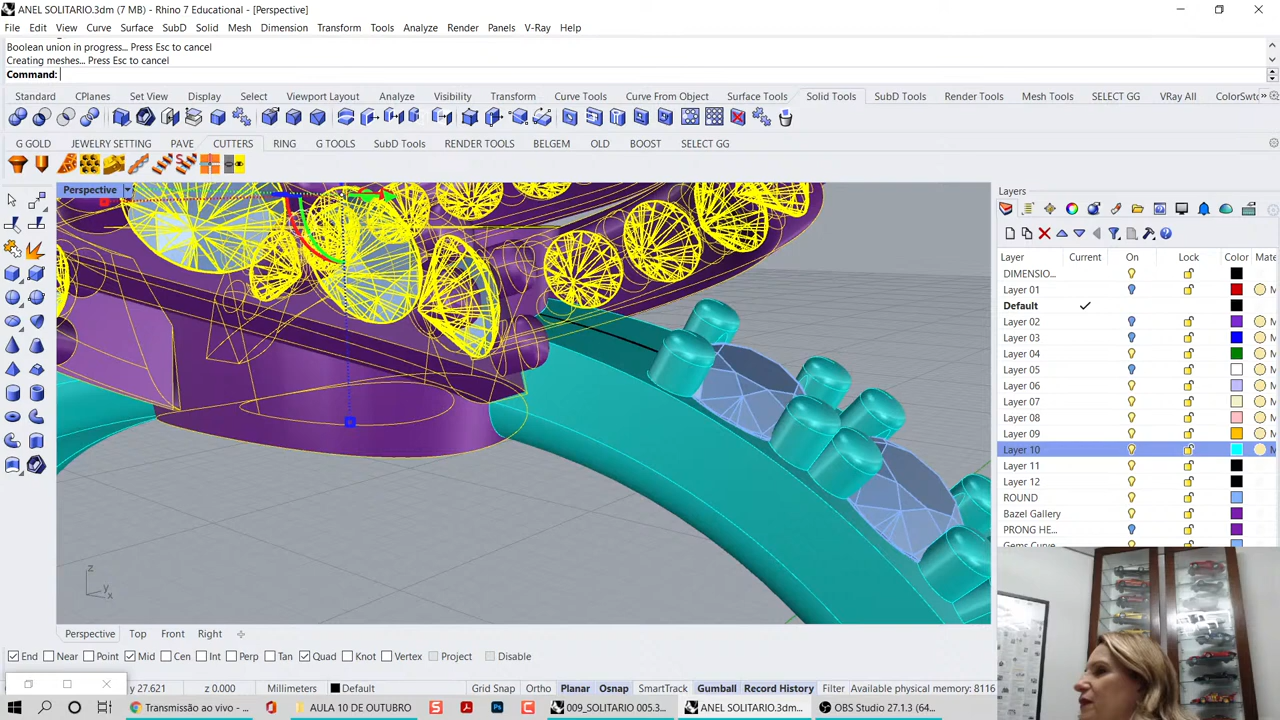 ANEL SOLITARIO.3dm (7 MB) - Rhino 7 Educational - [Perspective]
File Edit View Curve Surface SubD Solid Mesh Dimension Transform Tools Analyze Render Panels V-Ray Help
Boolean union in progress... Press Esc to cancel
Creating meshes... Press Esc to cancel
Command:
Standard CPlanes Set View Display Select Viewport Layout Visibility Transform Curve Tools Curve From Object Surface Tools Solid Tools SubD Tools Render Tools Mesh Tools SELECT GG VRay All ColorSwtc
G GOLD JEWELRY SETTING PAVE CUTTERS RING G TOOLS SubD Tools RENDER TOOLS BELGEM OLD BOOST SELECT GG
Perspective
Layers
Layer Current On Lock Color Mate
DIMENSIO...
Layer 01
Default
Layer 02
Layer 03
Layer 04
Layer 05
Layer 06
Layer 07
Layer 08
Layer 09
Layer 10 M
Layer 11
Layer 12
ROUND
Bazel Gallery
PRONG HE...
Gems Curve
z
y
x
Perspective Top Front Right
End Near Point Mid Cen Int Perp Tan Quad Knot Vertex Project Disable
y 27.621 z 0.000 Millimeters Default Grid Snap Ortho Planar Osnap SmartTrack Gumball Record History Filter Available physical memory: 8116
Transmissão ao vivo - ... AULA 10 DE OUTUBRO 009_SOLITARIO 005.3... ANEL SOLITARIO.3dm... OBS Studio 27.1.3 (64...